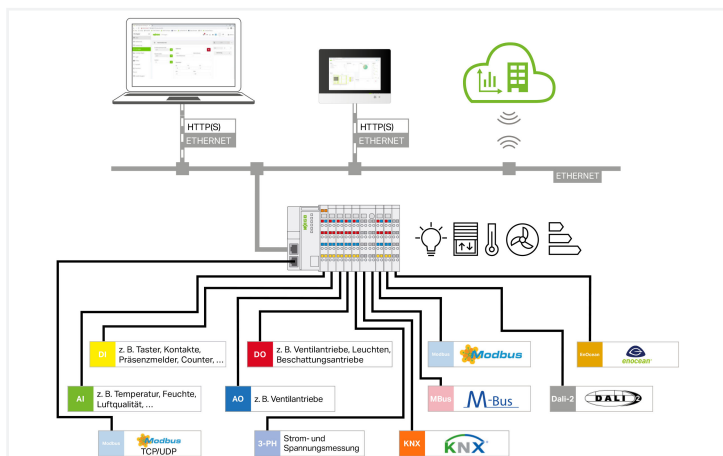 HTTP(S)
ETHERNET
HTTP(S)
ETHERNET
ETHERNET
DI
z. B. Taster, Kontakte,
Präsenzmelder, Counter, ...
DO
z. B. Ventilantriebe, Leuchten,
Beschattungsantriebe
Modbus
Modbus
EnOcean
enocean
AI
z. B. Temperatur, Feuchte,
Luftqualität, ...
AO
z. B. Ventilantriebe
MBus
M-Bus
Dali-2
DALI 2
Modbus
Modbus
TCP/UDP
3-PH
Strom- und
Spannungsmessung
KNX
KNX